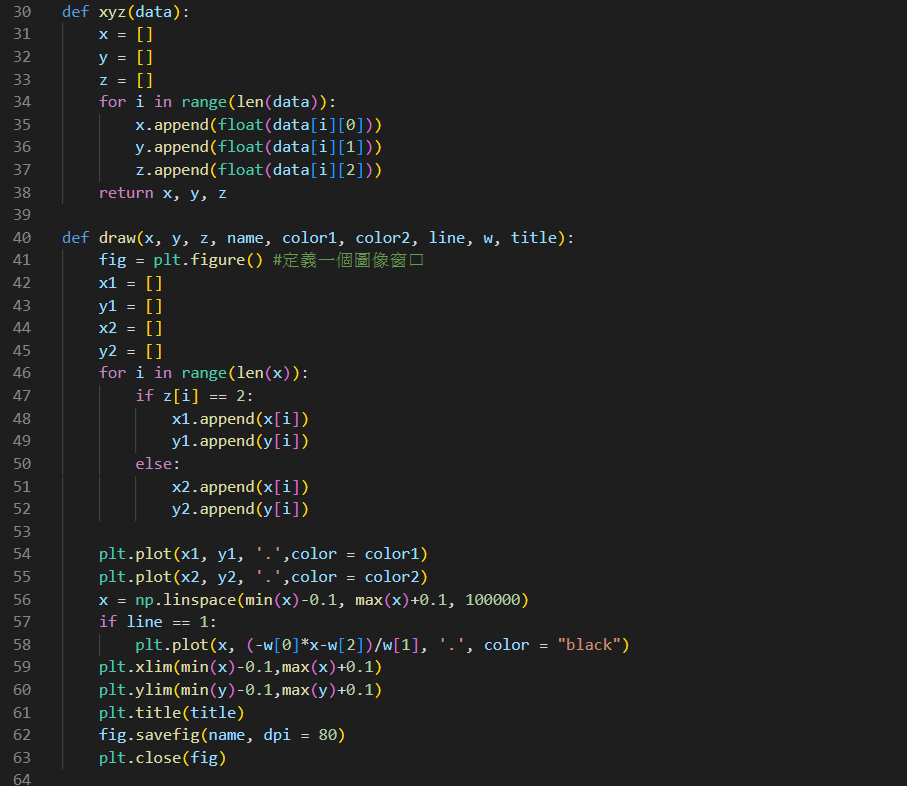 30 def xyz(data):
31     x = []
32     y = []
33     z = []
34     for i in range(len(data)):
35         x.append(float(data[i][0]))
36         y.append(float(data[i][1]))
37         z.append(float(data[i][2]))
38     return x, y, z
39
40 def draw(x, y, z, name, color1, color2, line, w, title):
41     fig = plt.figure() #定義一個圖像窗口
42     x1 = []
43     y1 = []
44     x2 = []
45     y2 = []
46     for i in range(len(x)):
47         if z[i] == 2:
48             x1.append(x[i])
49             y1.append(y[i])
50         else:
51             x2.append(x[i])
52             y2.append(y[i])
53
54     plt.plot(x1, y1, '.',color = color1)
55     plt.plot(x2, y2, '.',color = color2)
56     x = np.linspace(min(x)-0.1, max(x)+0.1, 100000)
57     if line == 1:
58         plt.plot(x, (-w[0]*x-w[2])/w[1], '.', color = "black")
59     plt.xlim(min(x)-0.1,max(x)+0.1)
60     plt.ylim(min(y)-0.1,max(y)+0.1)
61     plt.title(title)
62     fig.savefig(name, dpi = 80)
63     plt.close(fig)
64